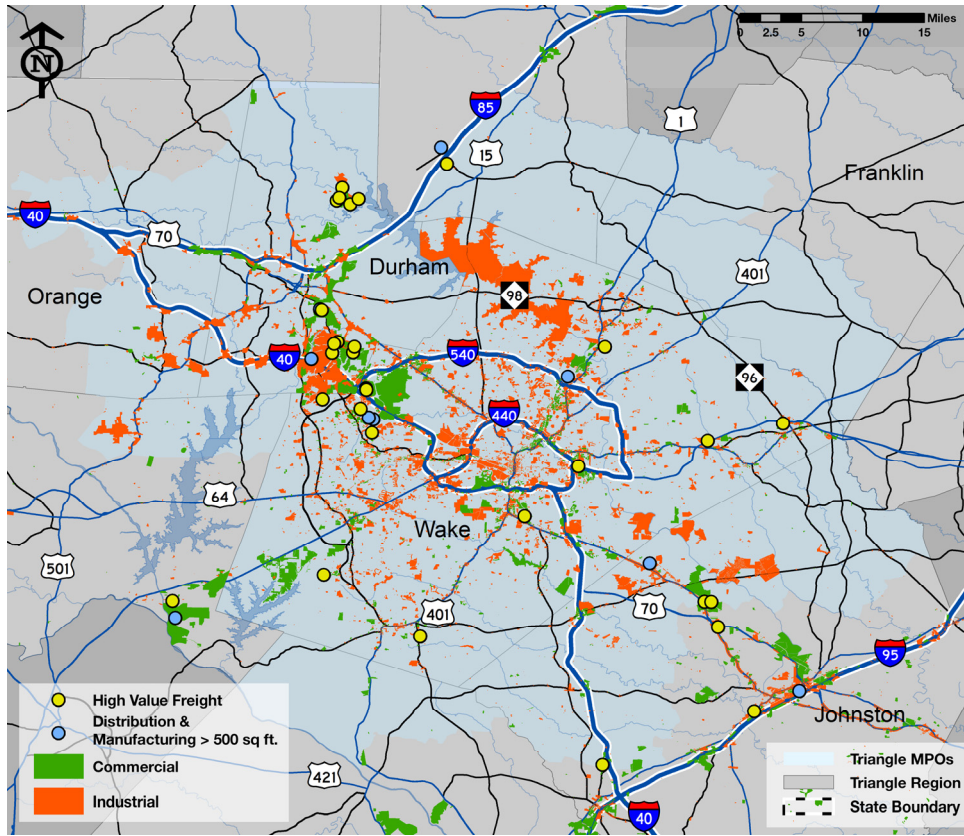 Miles
0 2.5 5 10 15
N
85
1
15
Franklin
40
70
401
Durham
Orange
98
40
540
96
440
64
Wake
501
401
70
95
Johnston
421
40
High Value Freight
Distribution &
Manufacturing > 500 sq ft.
Commercial
Industrial
Triangle MPOs
Triangle Region
State Boundary